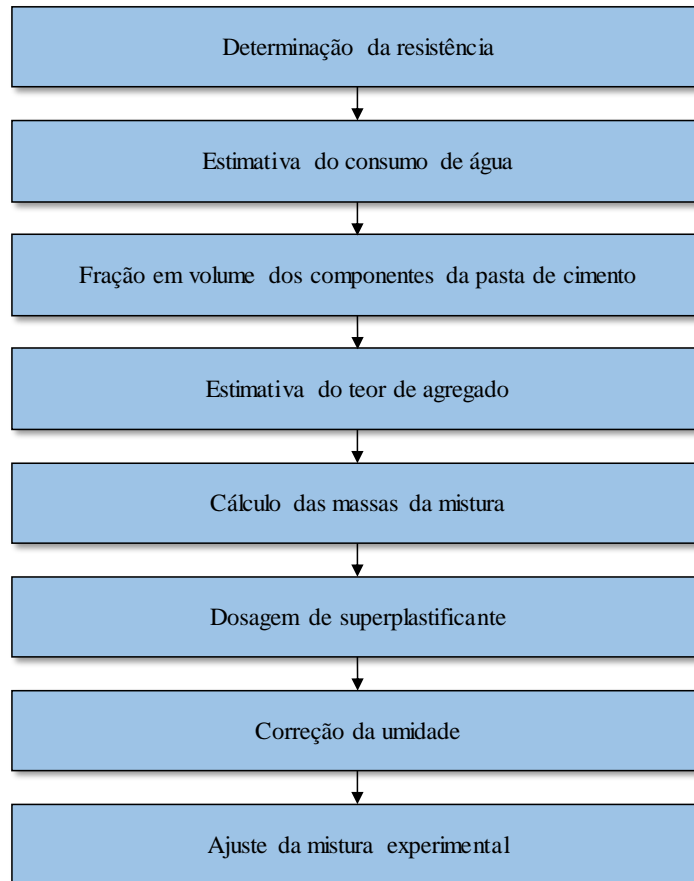 Determinação da resistência
Estimativa do consumo de água
Fração em volume dos componentes da pasta de cimento
Estimativa do teor de agregado
Cálculo das massas da mistura
Dosagem de superplastificante
Correção da umidade
Ajuste da mistura experimental